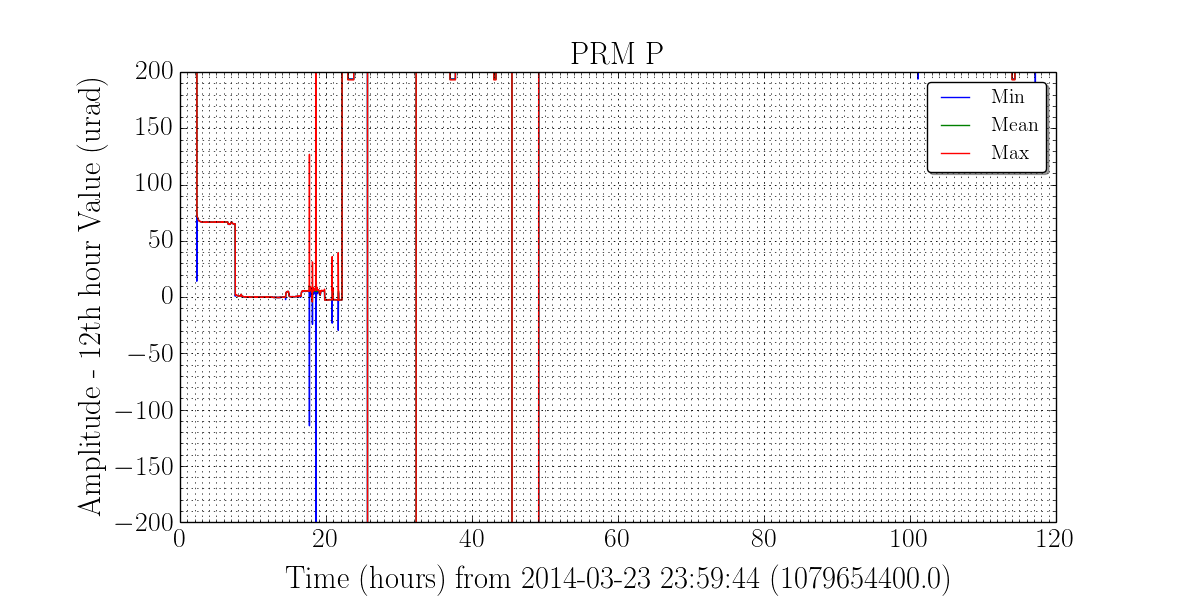 PRM P
Amplitude - 12th hour Value (urad)
200
150
100
50
0
−50
−100
−150
−200
Min
Mean
Max
0 20 40 60 80 100 120
Time (hours) from 2014-03-23 23:59:44 (1079654400.0)